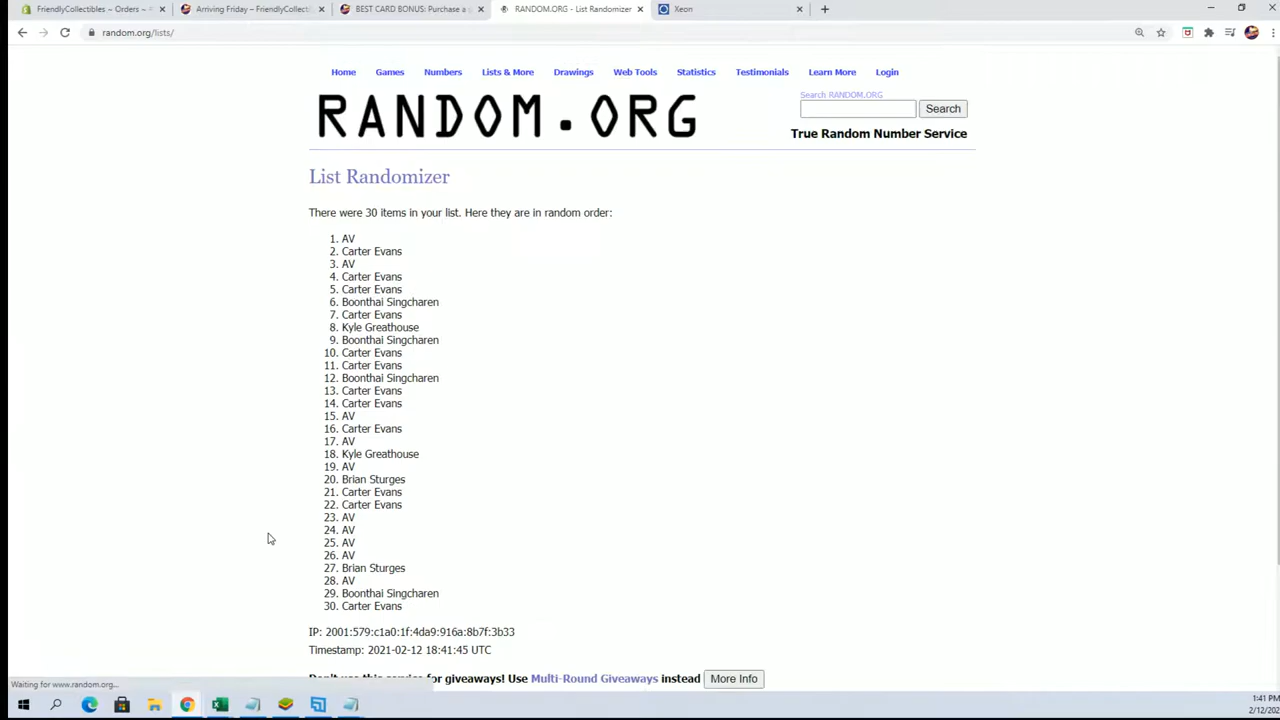 FriendlyCollectibles ~ Orders ~
Arriving Friday – FriendlyCollecti
BEST CARD BONUS: Purchase a
RANDOM.ORG - List Randomizer
Xeon
random.org/lists/
Home Games Numbers Lists & More Drawings Web Tools Statistics Testimonials Learn More Login
RANDOM.ORG
Search RANDOM.ORG
Search
True Random Number Service
List Randomizer
There were 30 items in your list. Here they are in random order:
1. AV
2. Carter Evans
3. AV
4. Carter Evans
5. Carter Evans
6. Boonthai Singcharen
7. Carter Evans
8. Kyle Greathouse
9. Boonthai Singcharen
10. Carter Evans
11. Carter Evans
12. Boonthai Singcharen
13. Carter Evans
14. Carter Evans
15. AV
16. Carter Evans
17. AV
18. Kyle Greathouse
19. AV
20. Brian Sturges
21. Carter Evans
22. Carter Evans
23. AV
24. AV
25. AV
26. AV
27. Brian Sturges
28. AV
29. Boonthai Singcharen
30. Carter Evans
IP: 2001:579:c1a0:1f:4da9:916a:8b7f:3b33
Timestamp: 2021-02-12 18:41:45 UTC
Don't use this service for giveaways! Use Multi-Round Giveaways instead More Info
Waiting for www.random.org...
1:41 PM
2/12/202